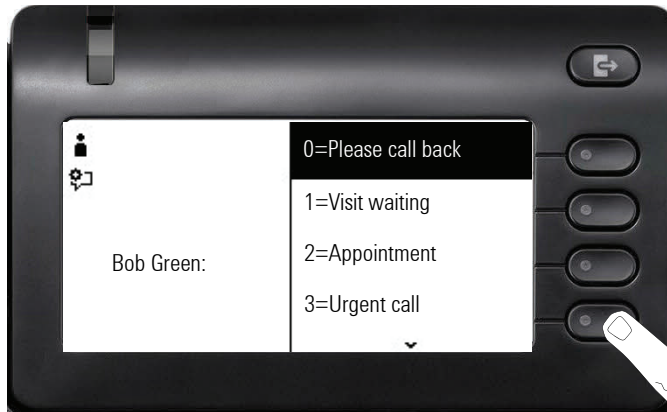 0=Please call back
1=Visit waiting
Bob Green:
2=Appointment
3=Urgent call